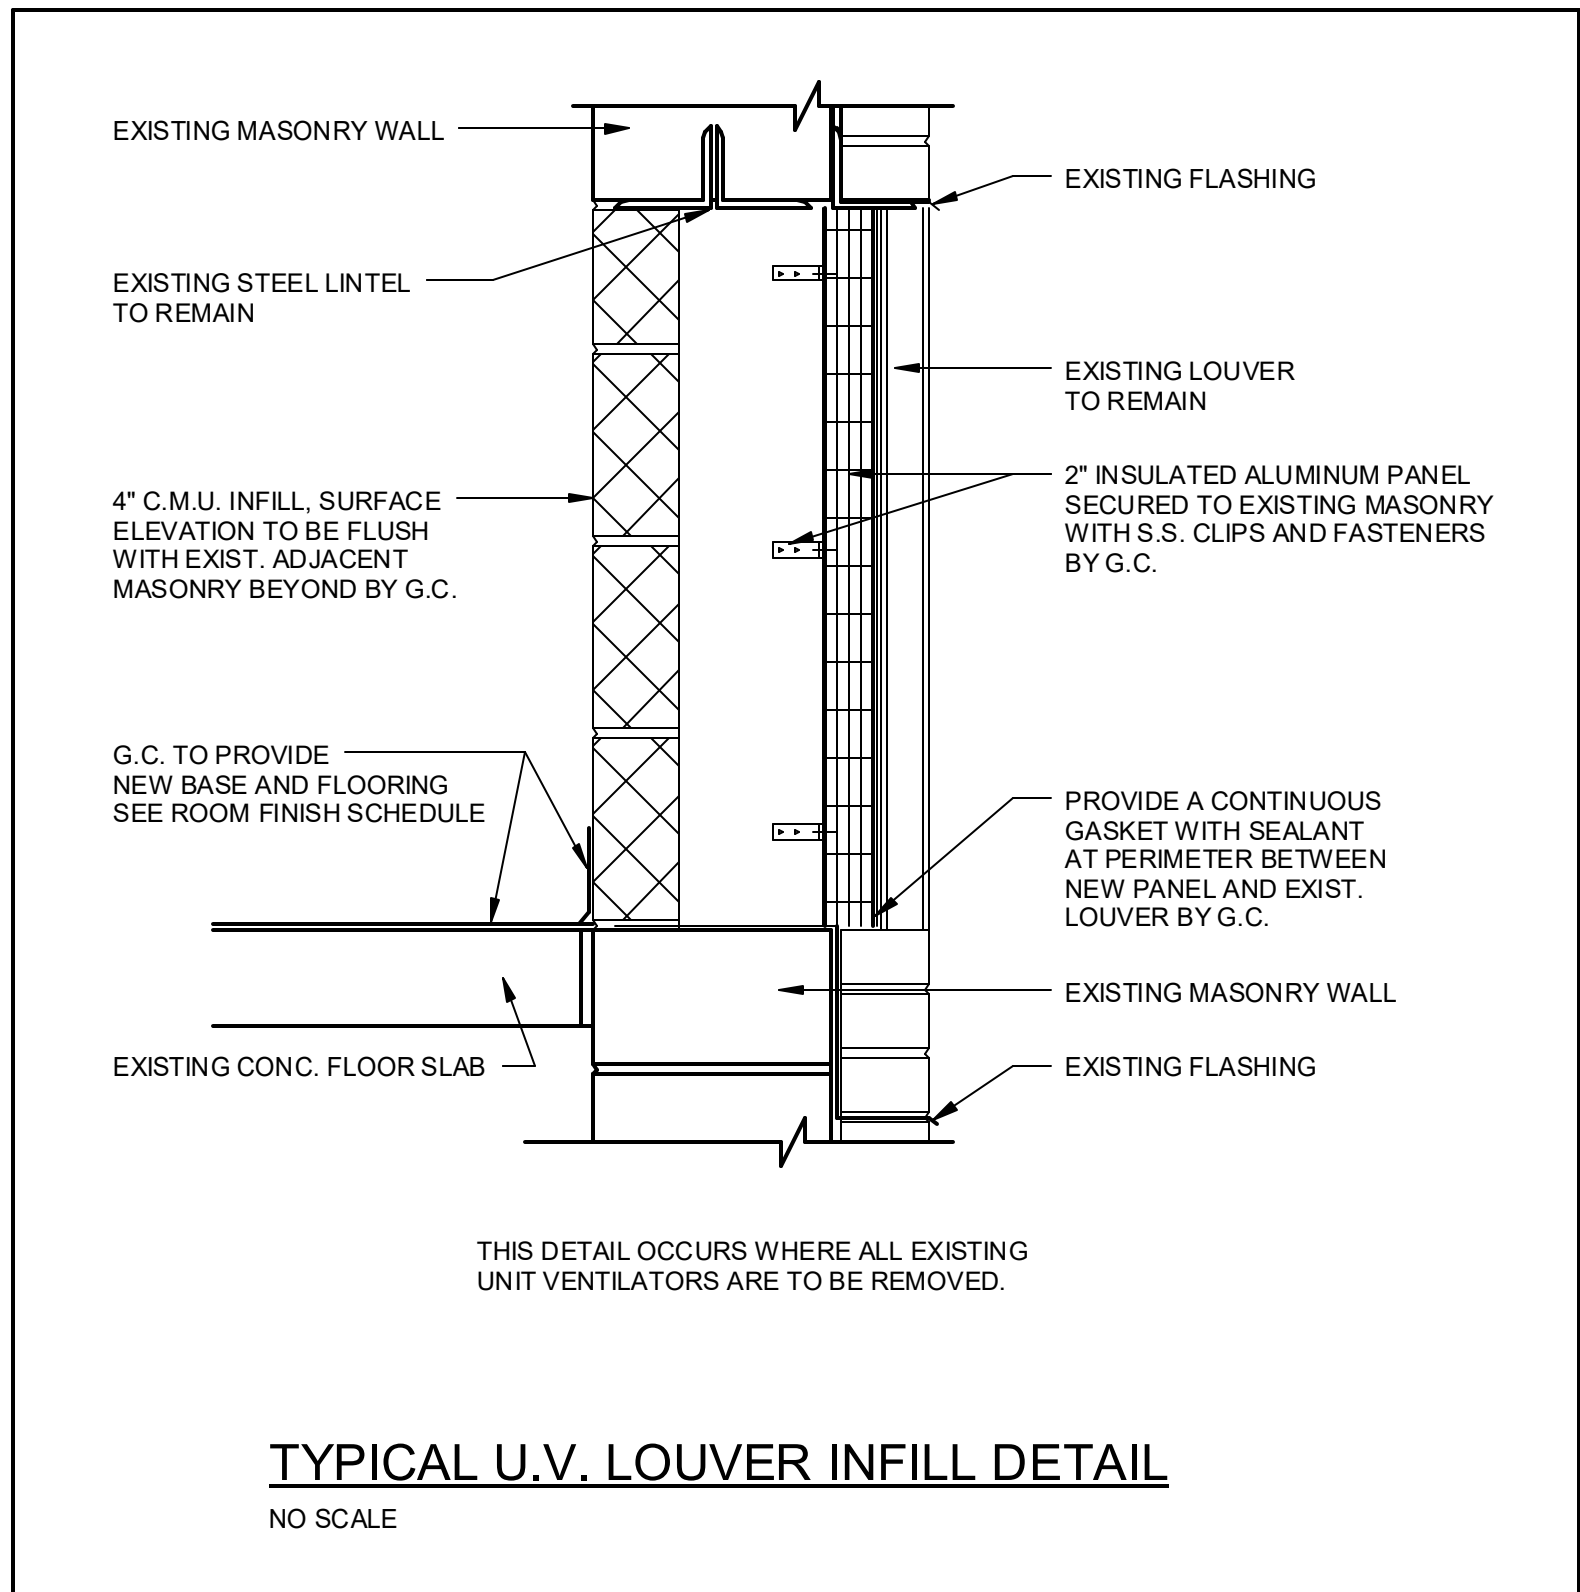 EXISTING MASONRY WALL
EXISTING STEEL LINTEL
TO REMAIN
4" C.M.U. INFILL, SURFACE
ELEVATION TO BE FLUSH
WITH EXIST. ADJACENT
MASONRY BEYOND BY G.C.
G.C. TO PROVIDE
NEW BASE AND FLOORING
SEE ROOM FINISH SCHEDULE
EXISTING CONC. FLOOR SLAB
EXISTING FLASHING
EXISTING LOUVER
TO REMAIN
2" INSULATED ALUMINUM PANEL
SECURED TO EXISTING MASONRY
WITH S.S. CLIPS AND FASTENERS
BY G.C.
PROVIDE A CONTINUOUS
GASKET WITH SEALANT
AT PERIMETER BETWEEN
NEW PANEL AND EXIST.
LOUVER BY G.C.
EXISTING MASONRY WALL
EXISTING FLASHING
THIS DETAIL OCCURS WHERE ALL EXISTING
UNIT VENTILATORS ARE TO BE REMOVED.
TYPICAL U.V. LOUVER INFILL DETAIL
NO SCALE